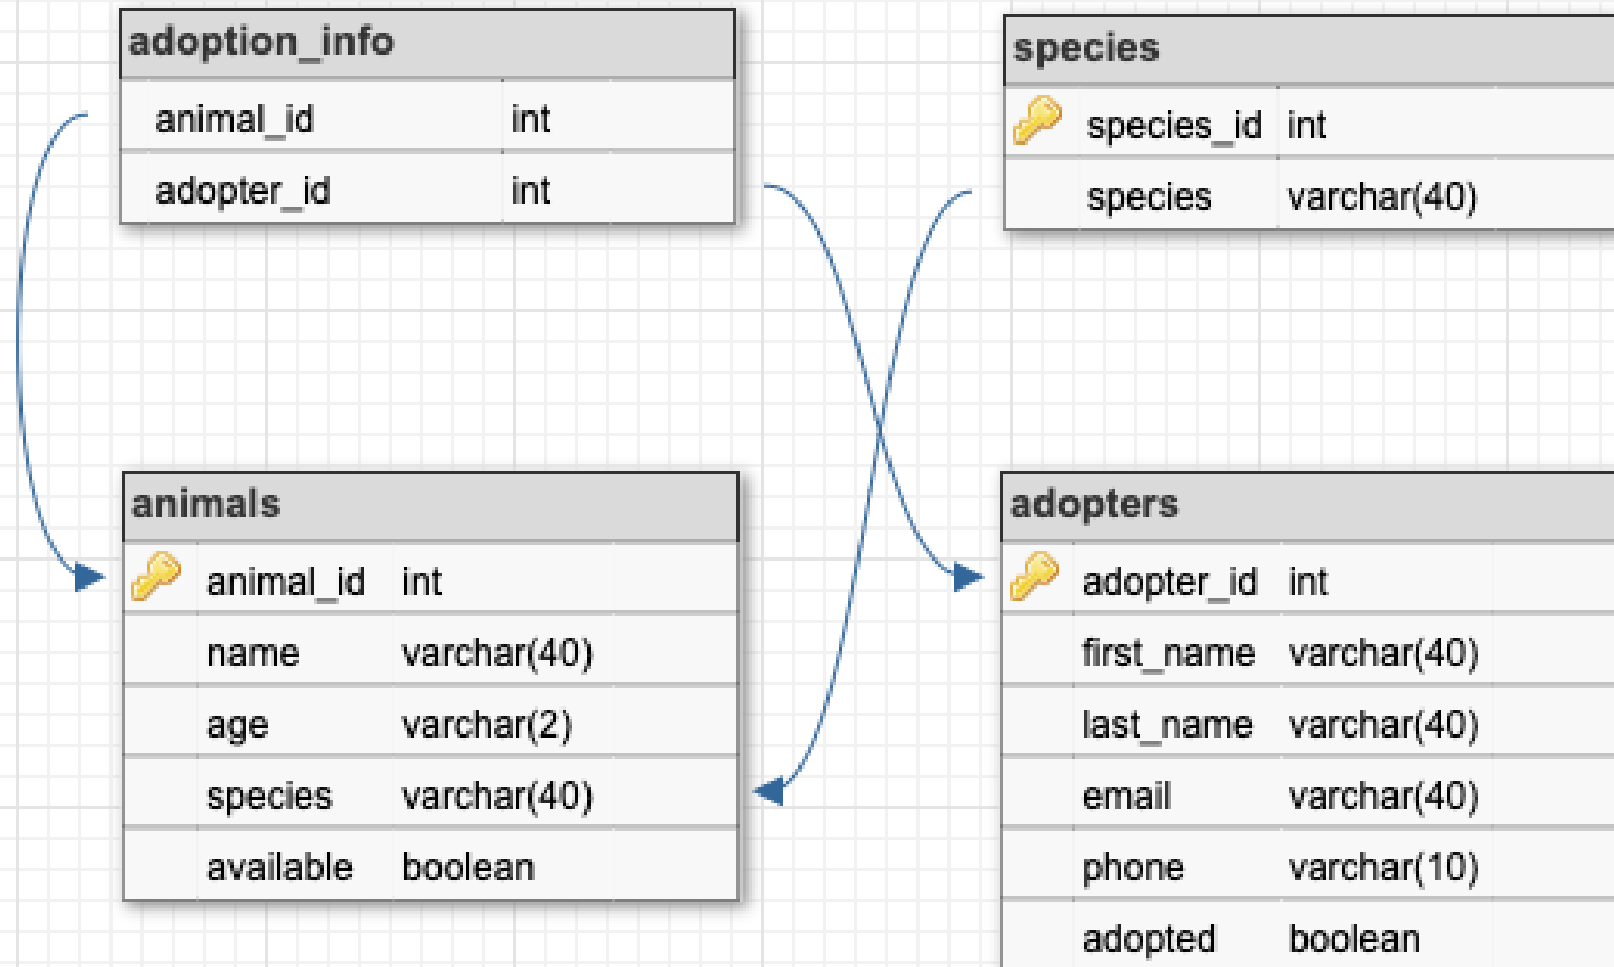 adoption_info
animal_id int
adopter_id int
species
species_id int
species varchar(40)
animals
animal_id int
name varchar(40)
age varchar(2)
species varchar(40)
available boolean
adopters
adopter_id int
first_name varchar(40)
last_name varchar(40)
email varchar(40)
phone varchar(10)
adopted boolean